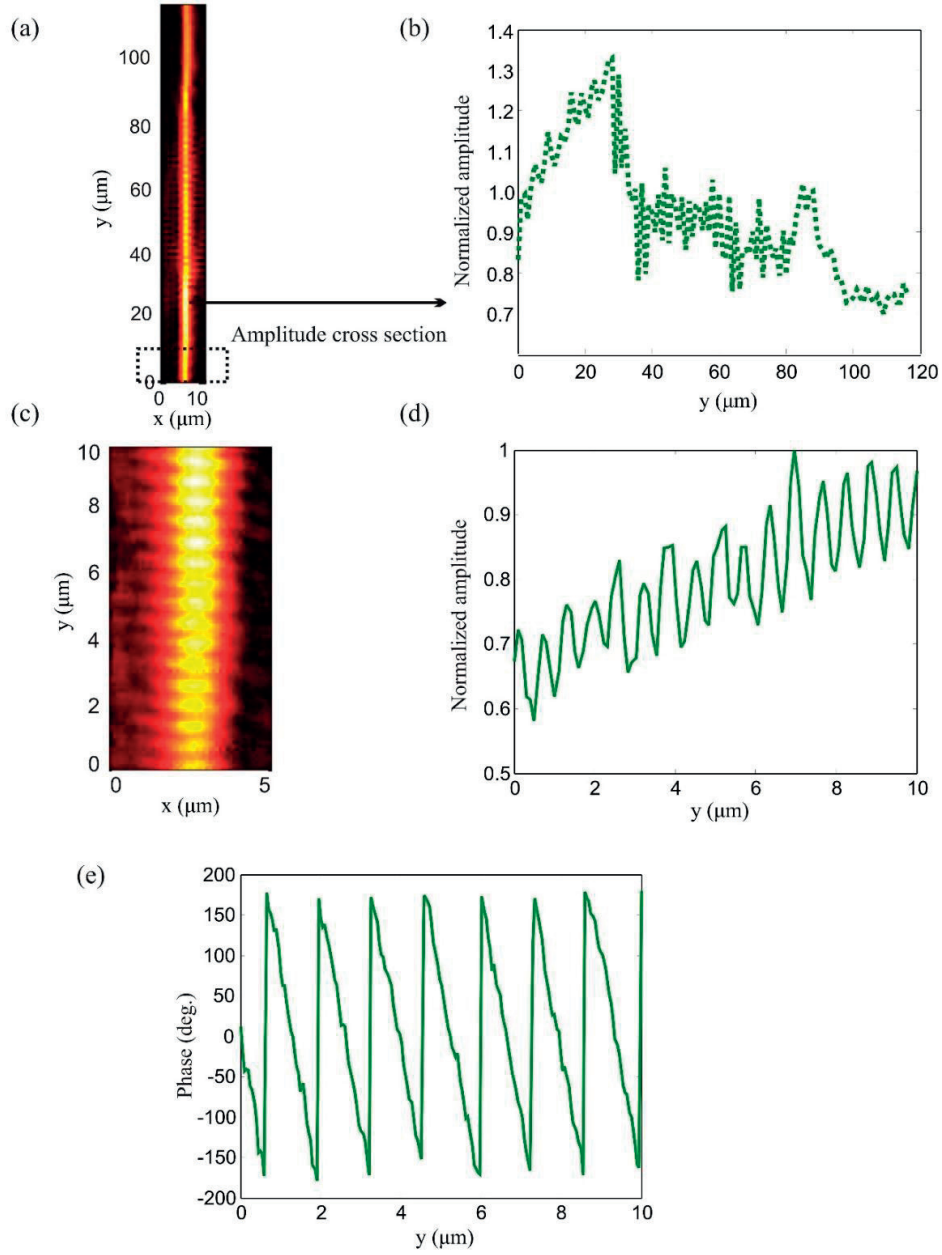 (a)
100
80
60
40
20
0
y (μm)
0 10
x (μm)
Amplitude cross section
(b)
1.4
1.3
1.2
1.1
1.0
0.9
0.8
0.7
Normalized amplitude
0 20 40 60 80 100 120
y (μm)
(c)
10
8
6
4
2
0
y (μm)
0 5
x (μm)
(d)
1
0.9
0.8
0.7
0.6
0.5
Normalized amplitude
0 2 4 6 8 10
y (μm)
(e)
200
150
100
50
0
-50
-100
-150
-200
Phase (deg.)
0 2 4 6 8 10
y (μm)